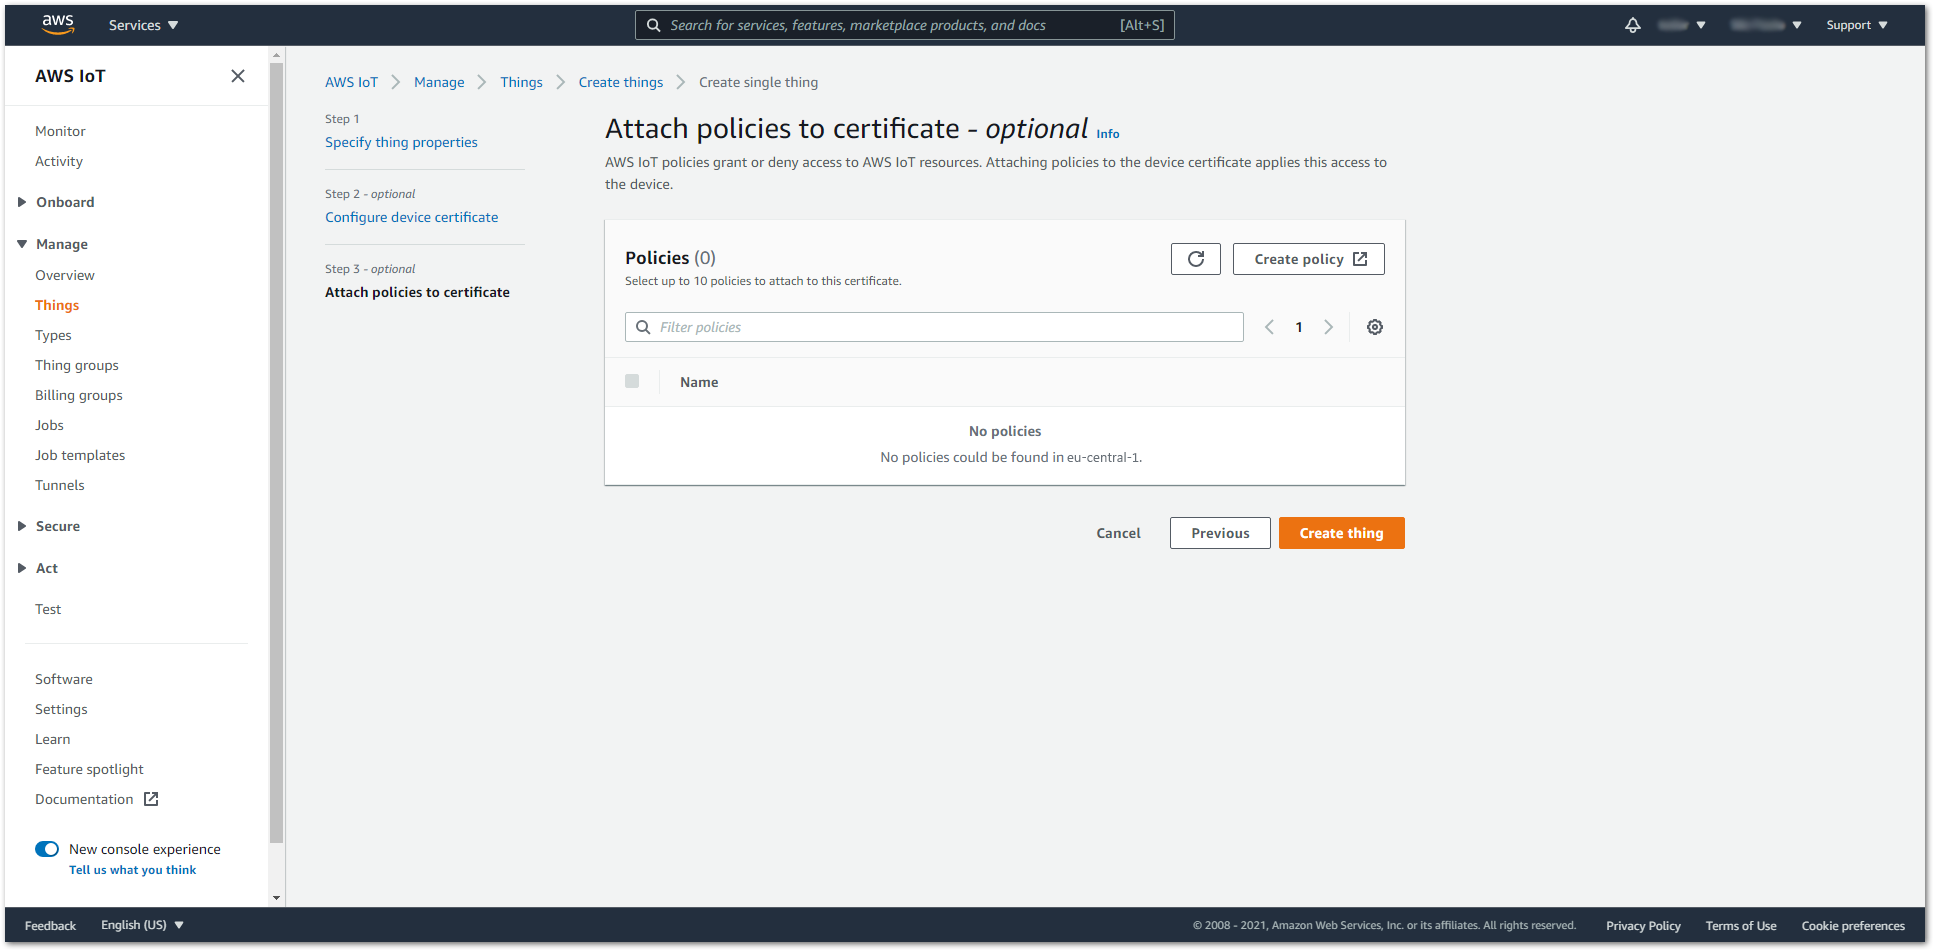 aws
Services
Search for services, features, marketplace products, and docs [Alt+S]
Support
AWS IoT
Monitor
Activity
Onboard
Manage
Overview
Things
Types
Thing groups
Billing groups
Jobs
Job templates
Tunnels
Secure
Act
Test
Software
Settings
Learn
Feature spotlight
Documentation
New console experience
Tell us what you think
AWS IoT Manage Things Create things Create single thing
Step 1
Specify thing properties
Step 2 - optional
Configure device certificate
Step 3 - optional
Attach policies to certificate
Attach policies to certificate - optional Info
AWS IoT policies grant or deny access to AWS IoT resources. Attaching policies to the device certificate applies this access to
the device.
Policies (0)
Select up to 10 policies to attach to this certificate.
Create policy
Filter policies
1
Name
No policies
No policies could be found in eu-central-1.
Cancel
Previous
Create thing
Feedback
English (US)
© 2008 - 2021, Amazon Web Services, Inc. or its affiliates. All rights reserved.
Privacy Policy
Terms of Use
Cookie preferences